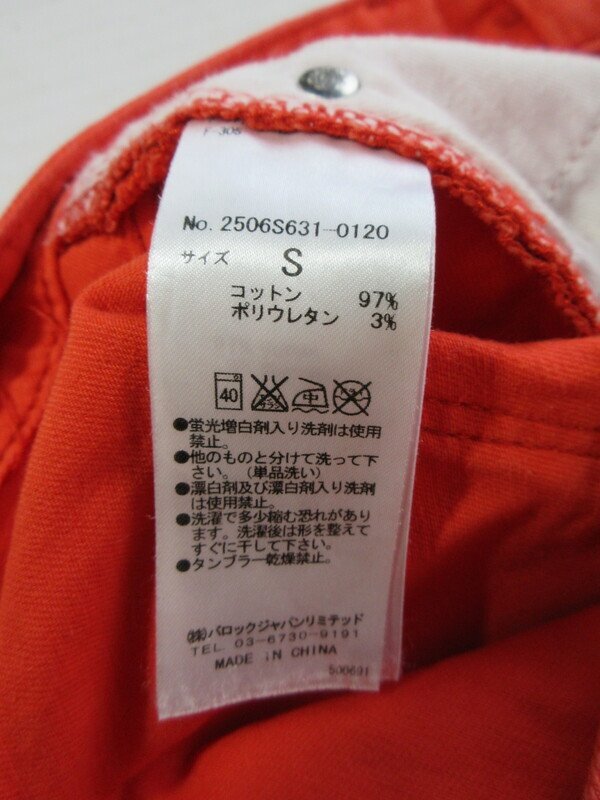 No. 2506S631-0120
サイズ S
コットン 97%
ポリウレタン 3%
40
●蛍光増白剤入り洗剤は使用
禁止。
●他のものと分けて洗って下
さい。(単品洗い)
●漂白剤及び漂白剤入り洗剤
は使用禁止。
●洗濯で多少縮む恐れがあり
ます。洗濯後は形を整えて
すぐに干して下さい。
●タンブラー乾燥禁止。
(株)バロックジャパンリミテッド
TEL. 03-6730-9191
MADE IN CHINA
500691